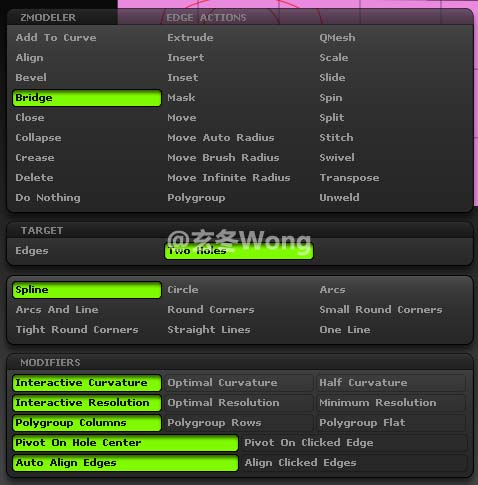 ZMODELER EDGE ACTIONS
Add To Curve Extrude QMesh
Align Insert Scale
Bevel Inset Slide
Bridge Mask Spin
Close Move Split
Collapse Move Auto Radius Stitch
Crease Move Brush Radius Swivel
Delete Move Infinite Radius Transpose
Do Nothing Polygroup Unweld
TARGET
@玄冬Wong
Edges Two Holes
Spline Circle Arcs
Arcs And Line Round Corners Small Round Corners
Tight Round Corners Straight Lines One Line
MODIFIERS
Interactive Curvature Optimal Curvature Half Curvature
Interactive Resolution Optimal Resolution Minimum Resolution
Polygroup Columns Polygroup Rows Polygroup Flat
Pivot On Hole Center Pivot On Clicked Edge
Auto Align Edges Align Clicked Edges